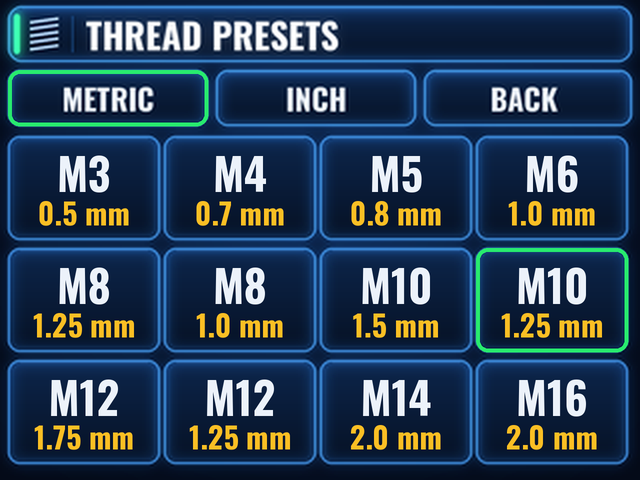 THREAD PRESETS
METRIC INCH BACK
M3 M4 M5 M6
0.5 mm 0.7 mm 0.8 mm 1.0 mm
M8 M8 M10 M10
1.25 mm 1.0 mm 1.5 mm 1.25 mm
M12 M12 M14 M16
1.75 mm 1.25 mm 2.0 mm 2.0 mm